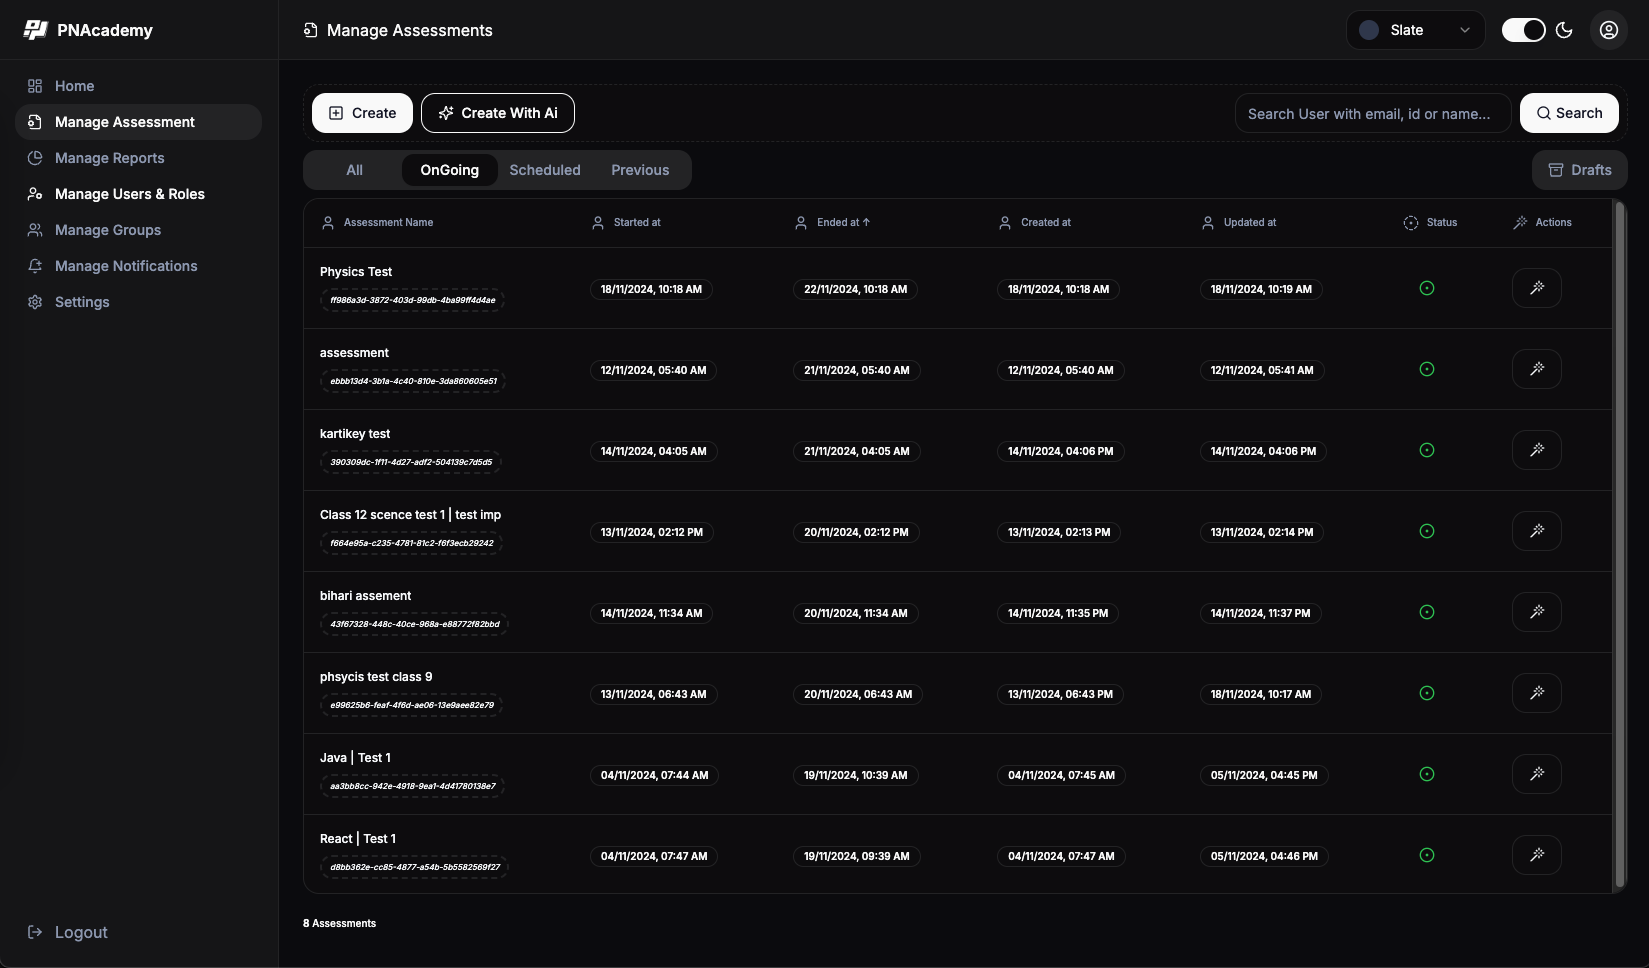 PNAcademy
Manage Assessments
Slate
Home
Manage Assessment
Manage Reports
Manage Users & Roles
Manage Groups
Manage Notifications
Settings
Logout
Create
Create With Ai
Search User with email, id or name...
Search
All OnGoing Scheduled Previous
Drafts
Assessment Name Started at Ended at ↑ Created at Updated at Status Actions
Physics Test
ff986a3d-3872-403d-99db-4ba99ff4d4ae
18/11/2024, 10:18 AM 22/11/2024, 10:18 AM 18/11/2024, 10:18 AM 18/11/2024, 10:19 AM
assessment
ebbb13d4-3b1a-4c40-810e-3da860605e51
12/11/2024, 05:40 AM 21/11/2024, 05:40 AM 12/11/2024, 05:40 AM 12/11/2024, 05:41 AM
kartikey test
390309dc-1f11-4d27-adf2-504139c7d5d5
14/11/2024, 04:05 AM 21/11/2024, 04:05 AM 14/11/2024, 04:06 PM 14/11/2024, 04:06 PM
Class 12 scence test 1 | test imp
f664e95a-c235-4781-81c2-f6f3ecb29242
13/11/2024, 02:12 PM 20/11/2024, 02:12 PM 13/11/2024, 02:13 PM 13/11/2024, 02:14 PM
bihari assement
43f67328-448c-40ce-968a-e88772f82bbd
14/11/2024, 11:34 AM 20/11/2024, 11:34 AM 14/11/2024, 11:35 PM 14/11/2024, 11:37 PM
phsycis test class 9
e99625b6-feaf-4f6d-ae06-13e9aee82e79
13/11/2024, 06:43 AM 20/11/2024, 06:43 AM 13/11/2024, 06:43 PM 18/11/2024, 10:17 AM
Java | Test 1
aa3bb8cc-942e-4918-9ea1-4d41780138e7
04/11/2024, 07:44 AM 19/11/2024, 10:39 AM 04/11/2024, 07:45 AM 05/11/2024, 04:45 PM
React | Test 1
d8bb362e-cc85-4877-a54b-5b5582569f27
04/11/2024, 07:47 AM 19/11/2024, 09:39 AM 04/11/2024, 07:47 AM 05/11/2024, 04:46 PM
8 Assessments